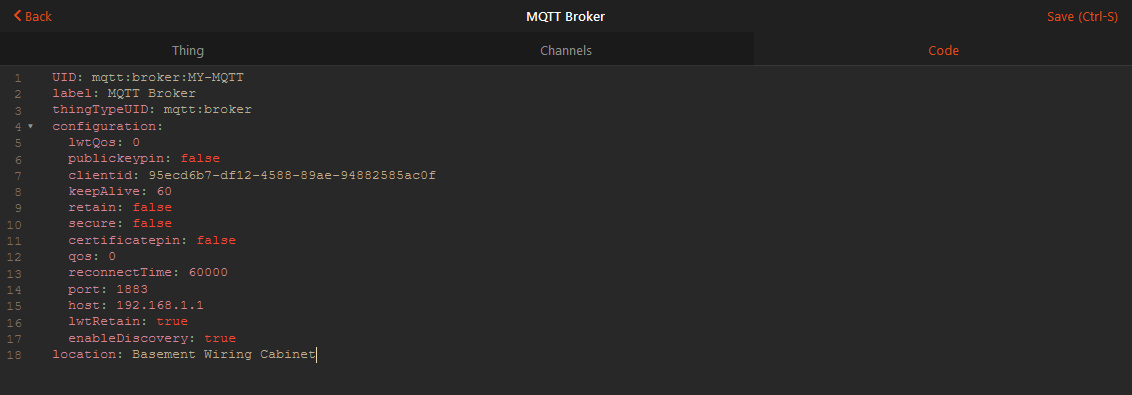 Back
MQTT Broker
Save (Ctrl-S)
Thing
Channels
Code
1 UID: mqtt:broker:MY-MQTT
2 label: MQTT Broker
3 thingTypeUID: mqtt:broker
4 configuration:
5 lwtQos: 0
6 publickeypin: false
7 clientid: 95ecd6b7-df12-4588-89ae-94882585ac0f
8 keepAlive: 60
9 retain: false
10 secure: false
11 certificatepin: false
12 qos: 0
13 reconnectTime: 60000
14 port: 1883
15 host: 192.168.1.1
16 lwtRetain: true
17 enableDiscovery: true
18 location: Basement Wiring Cabinet